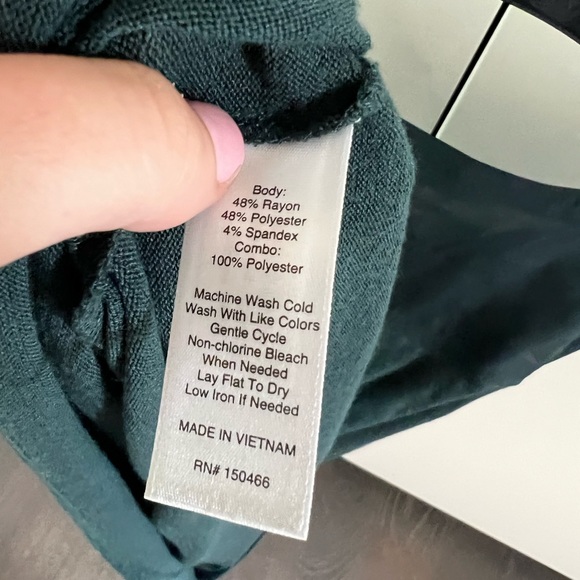 Body:
48% Rayon
48% Polyester
4% Spandex
Combo:
100% Polyester
Machine Wash Cold
Wash With Like Colors
Gentle Cycle
Non-chlorine Bleach
When Needed
Lay Flat To Dry
Low Iron If Needed
MADE IN VIETNAM
RN# 150466